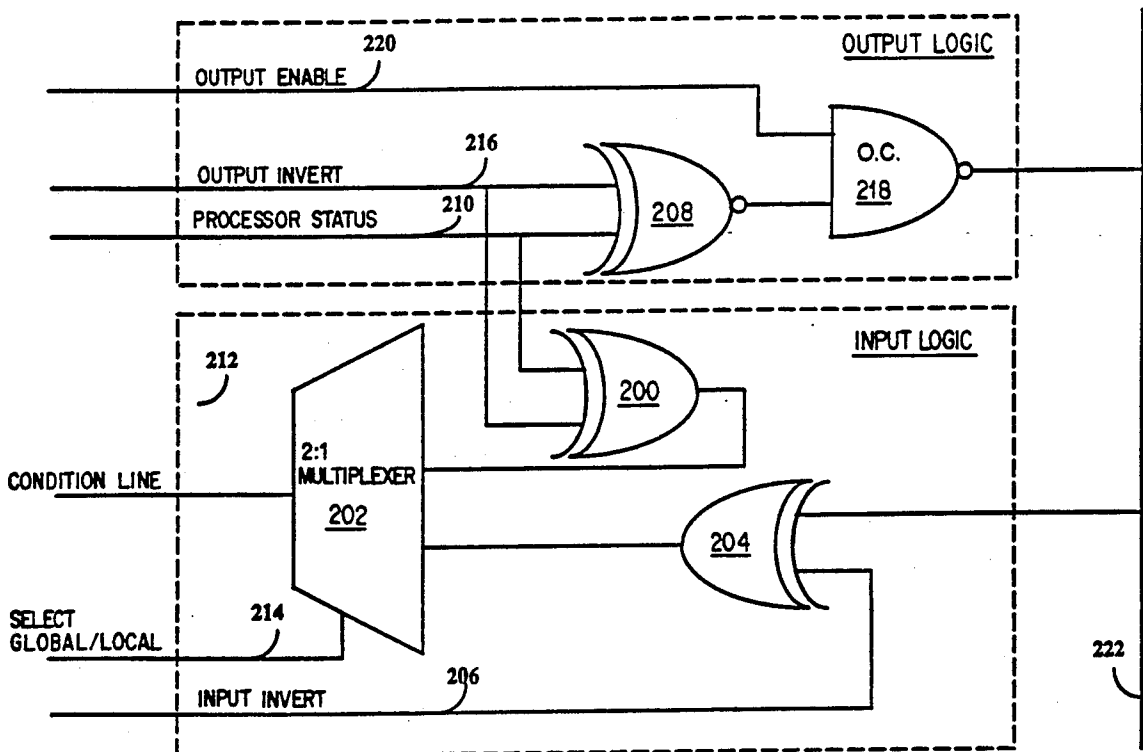 OUTPUT LOGIC
220
OUTPUT ENABLE
O.C.
218
216
OUTPUT INVERT
210
PROCESSOR STATUS
208
INPUT LOGIC
212
200
2:1
MULTIPLEXER
202
CONDITION LINE
204
SELECT
GLOBAL/LOCAL
214
222
206
INPUT INVERT